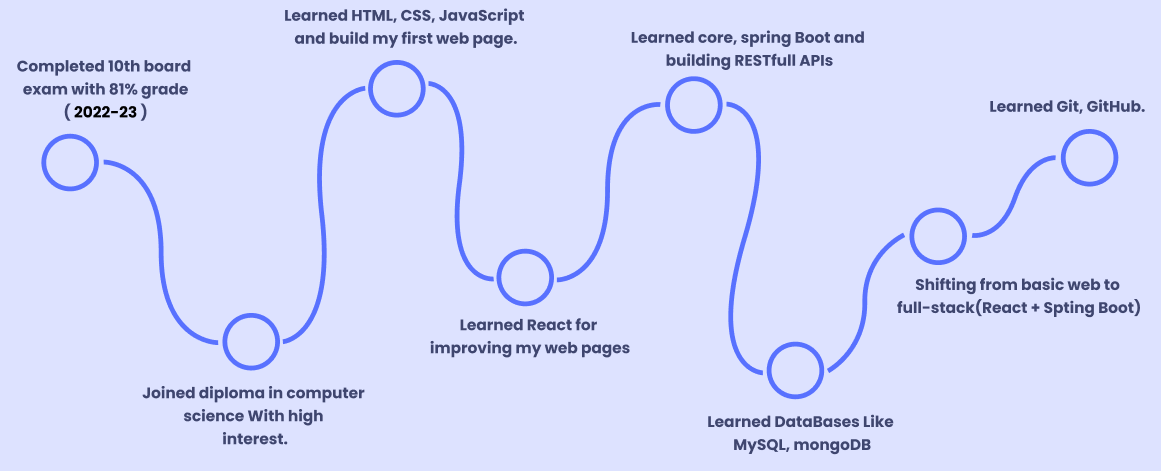 Completed 10th board
exam with 81% grade
( 2022-23 )
Joined diploma in computer
science With high
interest.
Learned HTML, CSS, JavaScript
and build my first web page.
Learned React for
improving my web pages
Learned core, spring Boot and
building RESTfull APIs
Learned DataBases Like
MySQL, mongoDB
Shifting from basic web to
full-stack(React + Spting Boot)
Learned Git, GitHub.